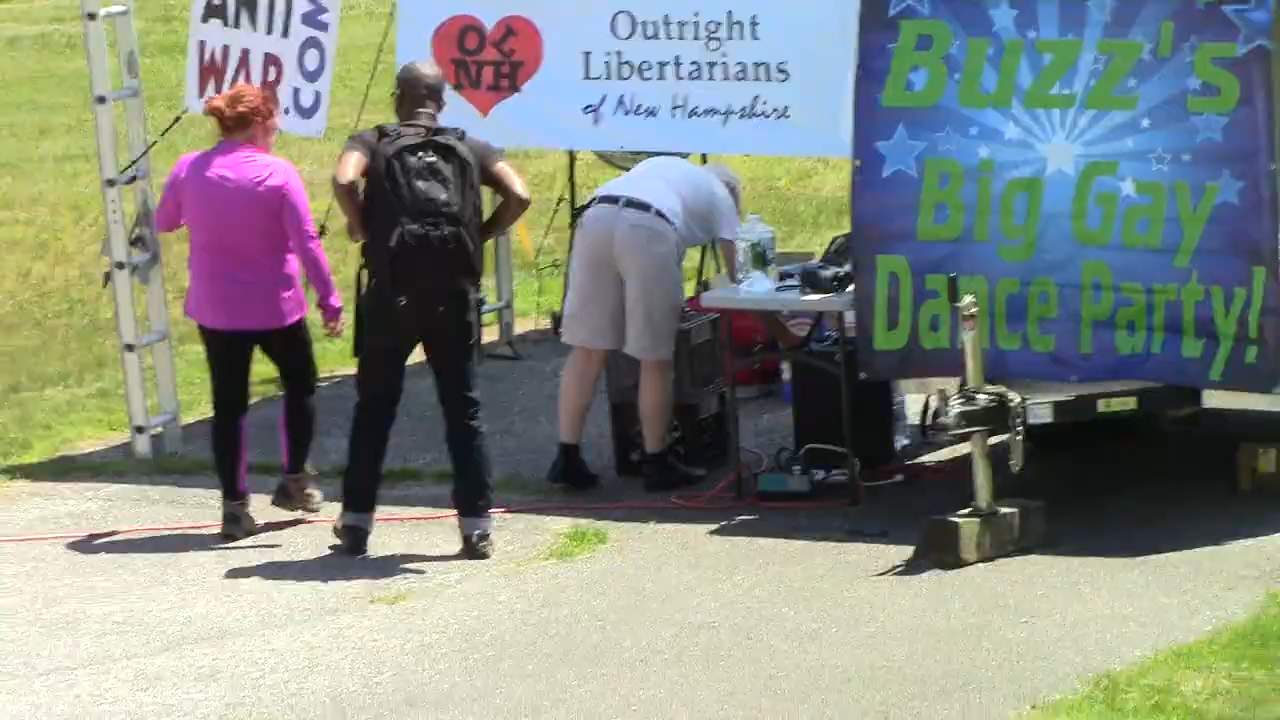 ANTI
WAR
.COM
OL
NH
Outright
Libertarians
of New Hampshire
Buzz's
Big Gay
Dance Party!